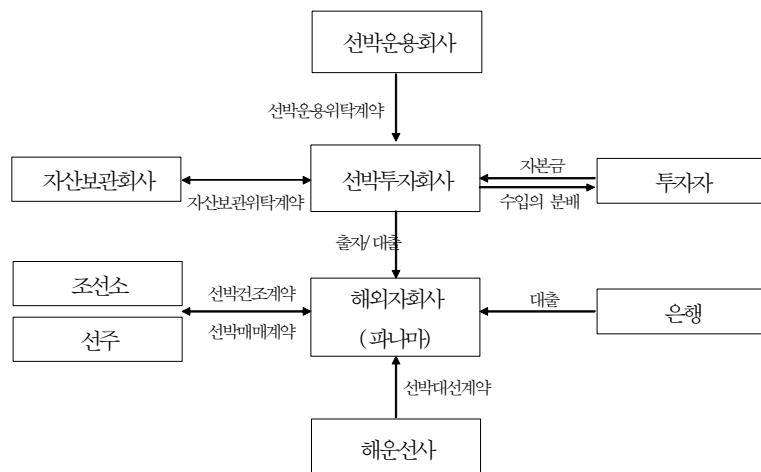 선박운용회사
선박운용위탁계약
자산보관회사
선박투자회사
자본금
투자자
자산보관위탁계약
수입의 분배
출자/대출
조선소
선박건조계약
해외자회사
대출
은행
선주
선박매매계약
(파나마)
선박대선계약
해운선사